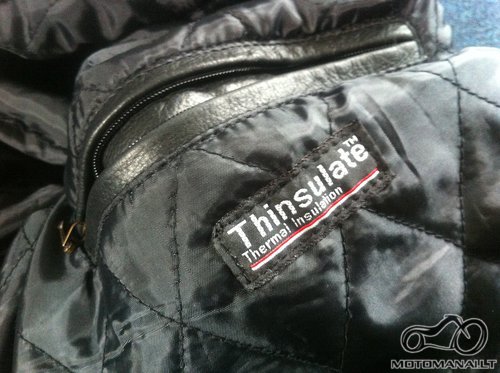 Thinsulate™
Thermal Insulation
MOTOMANAI.LT